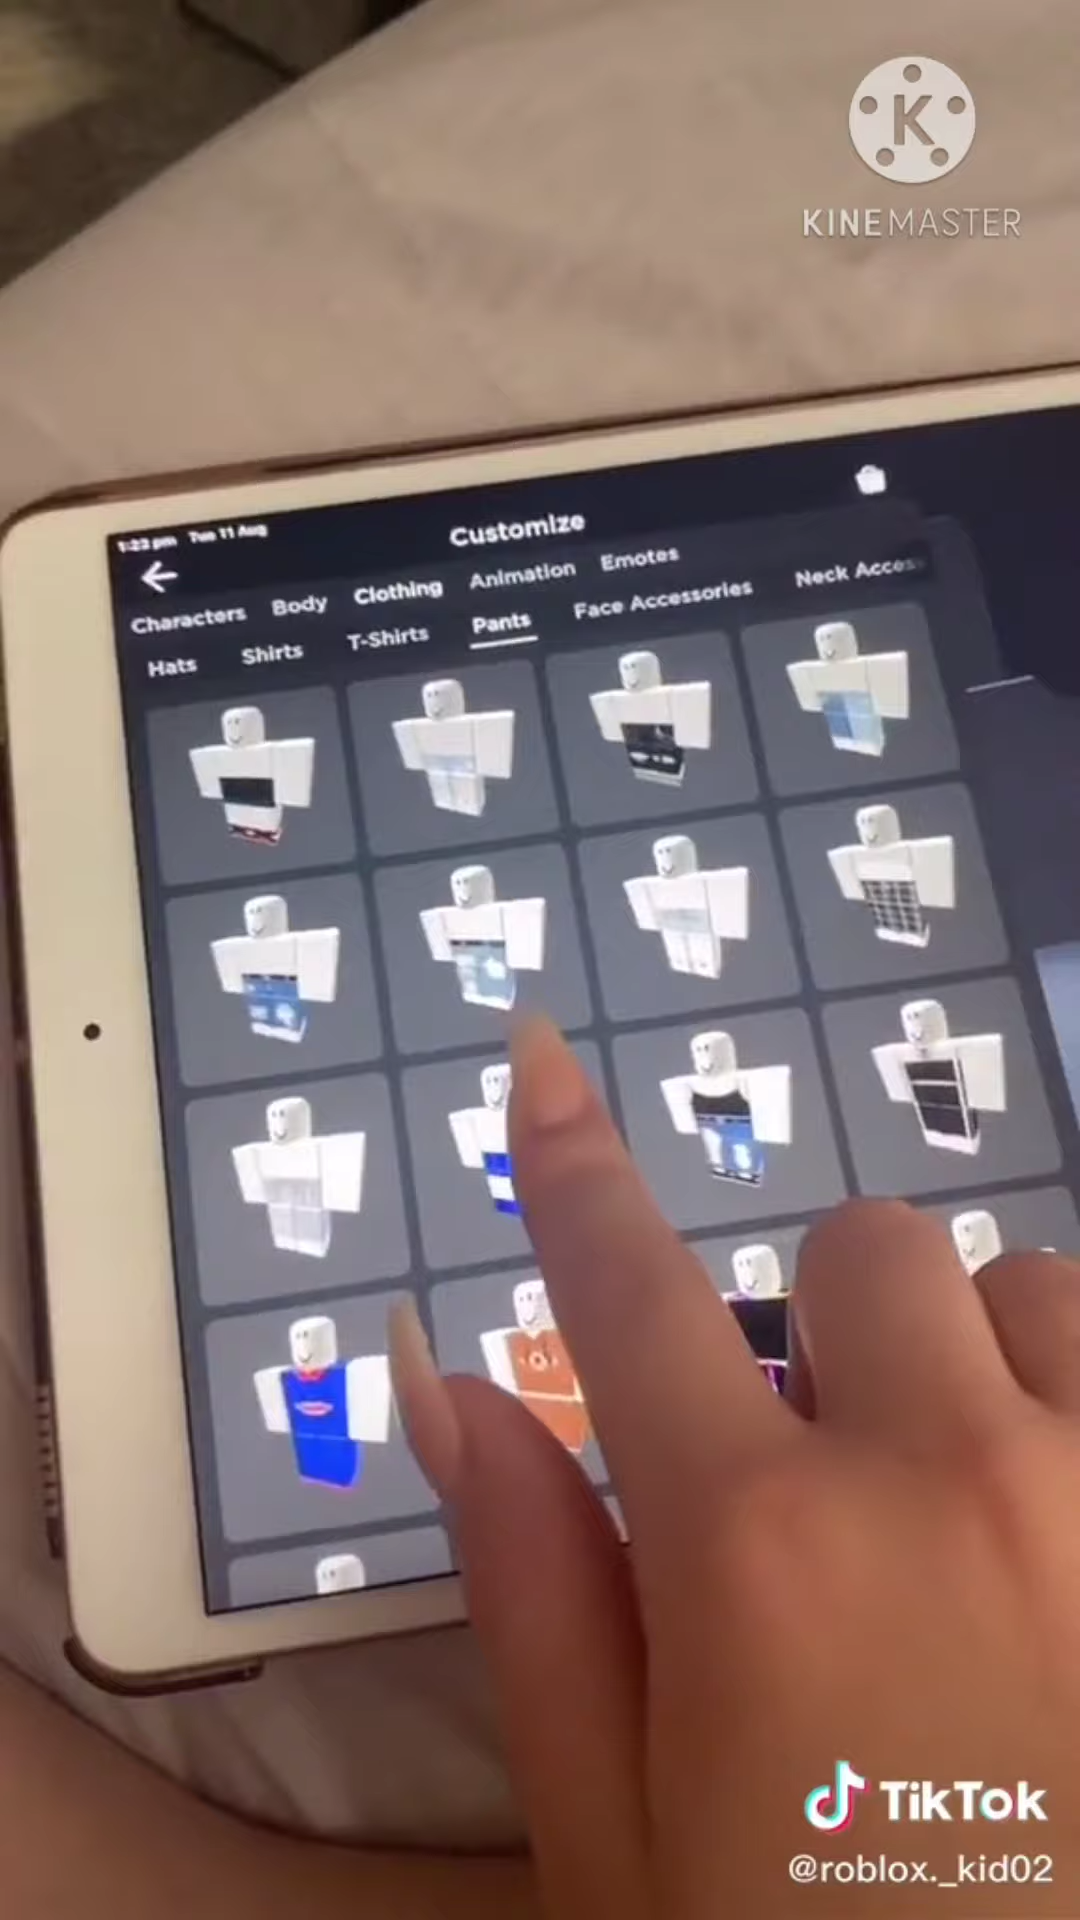 K
KINEMASTER
1:23 pm Tue 11 Aug
Customize
Characters Body Clothing Animation Emotes
Hats Shirts T-Shirts Pants Face Accessories Neck Acces
TikTok
@roblox._kid02